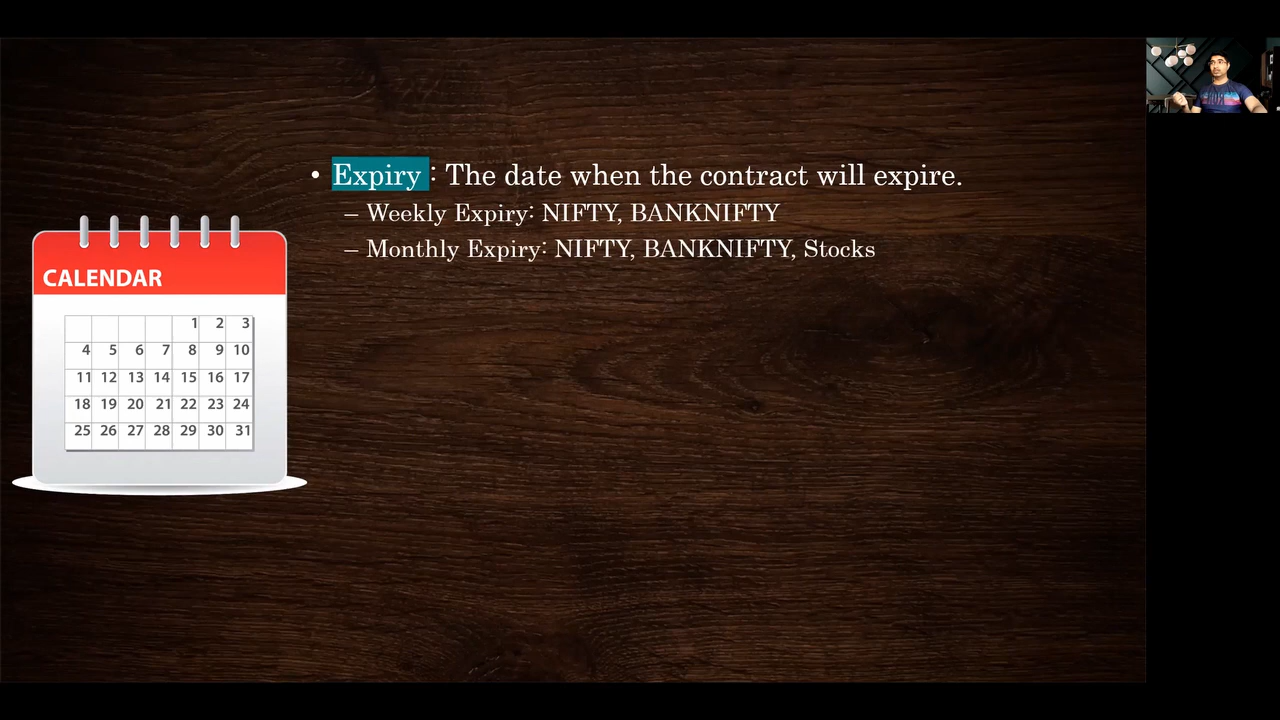 • Expiry : The date when the contract will expire.
– Weekly Expiry: NIFTY, BANKNIFTY
– Monthly Expiry: NIFTY, BANKNIFTY, Stocks
CALENDAR
1 2 3
4 5 6 7 8 9 10
11 12 13 14 15 16 17
18 19 20 21 22 23 24
25 26 27 28 29 30 31